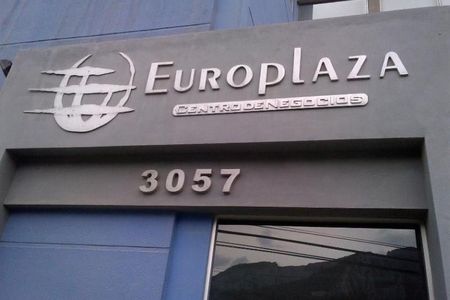 EUROPLAZA
CENTRO DE NEGOCIOS
3057